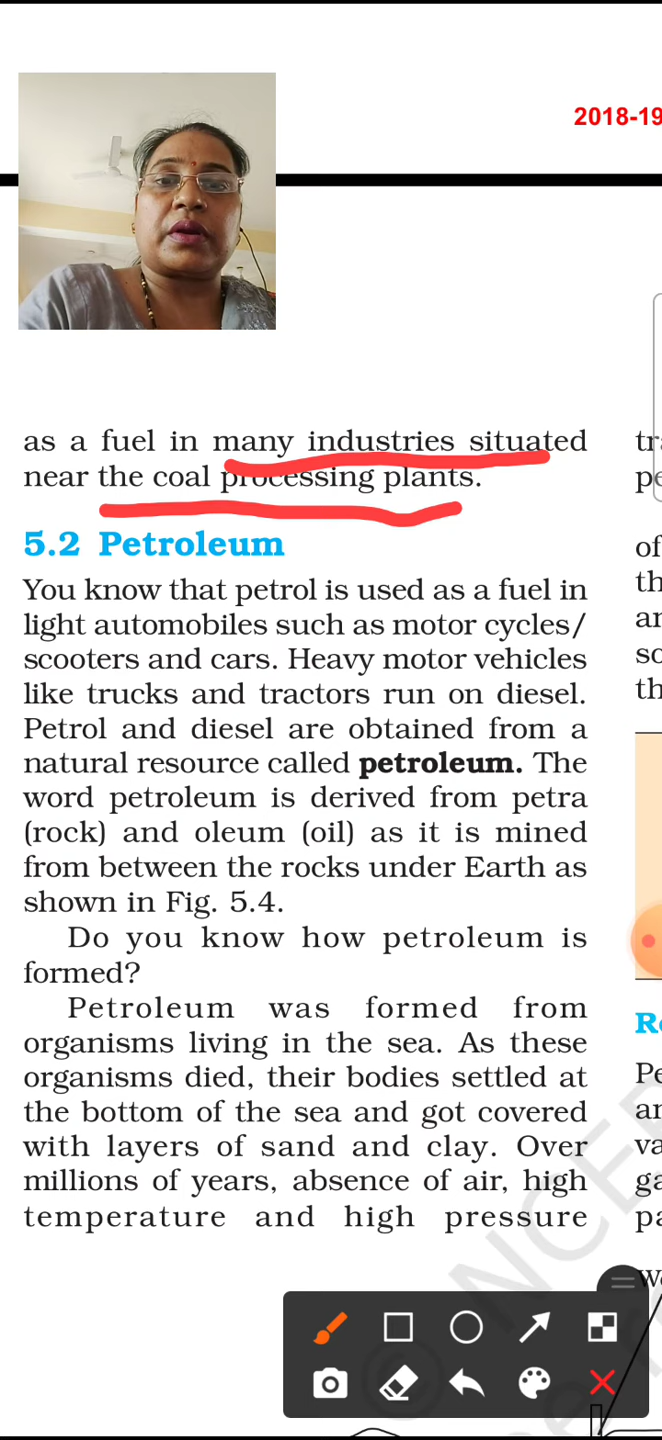 2018-19
as a fuel in many industries situated
near the coal processing plants.
5.2 Petroleum
You know that petrol is used as a fuel in
light automobiles such as motor cycles/
scooters and cars. Heavy motor vehicles
like trucks and tractors run on diesel.
Petrol and diesel are obtained from a
natural resource called petroleum. The
word petroleum is derived from petra
(rock) and oleum (oil) as it is mined
from between the rocks under Earth as
shown in Fig. 5.4.
Do you know how petroleum is
formed?
Petroleum was formed from
organisms living in the sea. As these
organisms died, their bodies settled at
the bottom of the sea and got covered
with layers of sand and clay. Over
millions of years, absence of air, high
temperature and high pressure
of